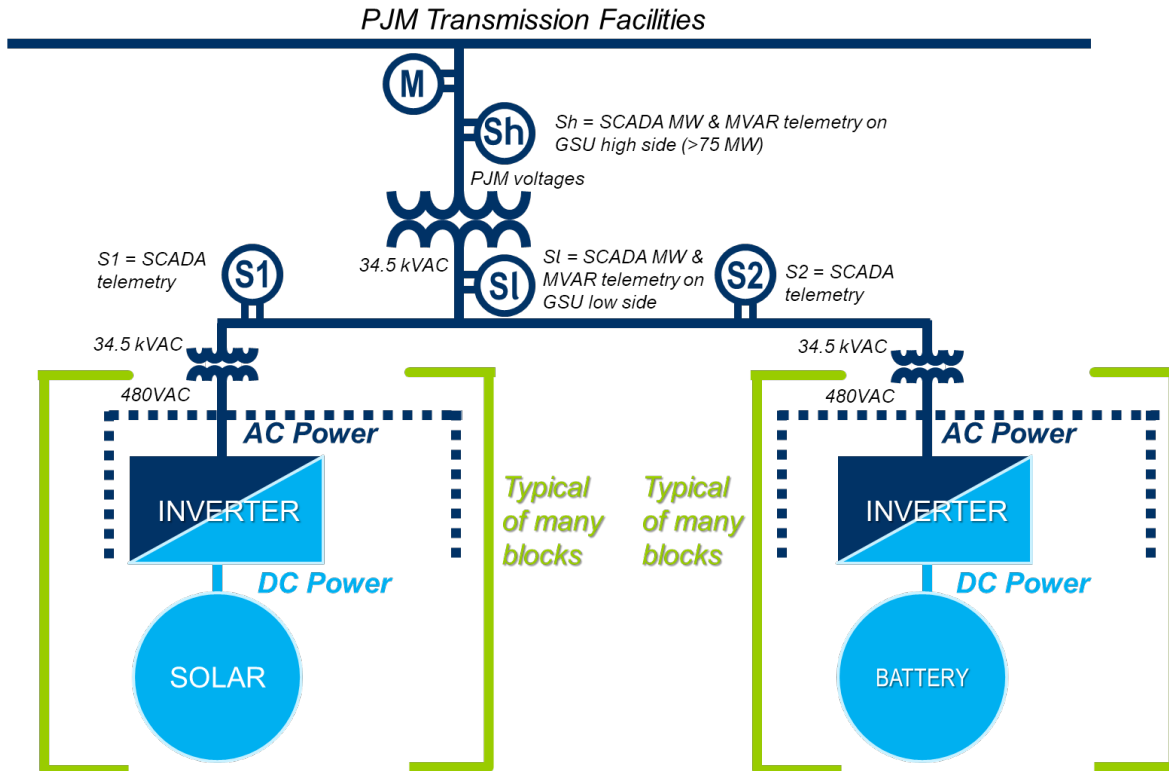 PJM Transmission Facilities
M
Sh
Sh = SCADA MW & MVAR telemetry on
GSU high side (>75 MW)
PJM voltages
S1 = SCADA
telemetry
S1
34.5 kVAC
Sl
Sl = SCADA MW &
MVAR telemetry on
GSU low side
S2
S2 = SCADA
telemetry
34.5 kVAC
480VAC
AC Power
INVERTER
DC Power
SOLAR
Typical
of many
blocks
Typical
of many
blocks
34.5 kVAC
480VAC
AC Power
INVERTER
DC Power
BATTERY